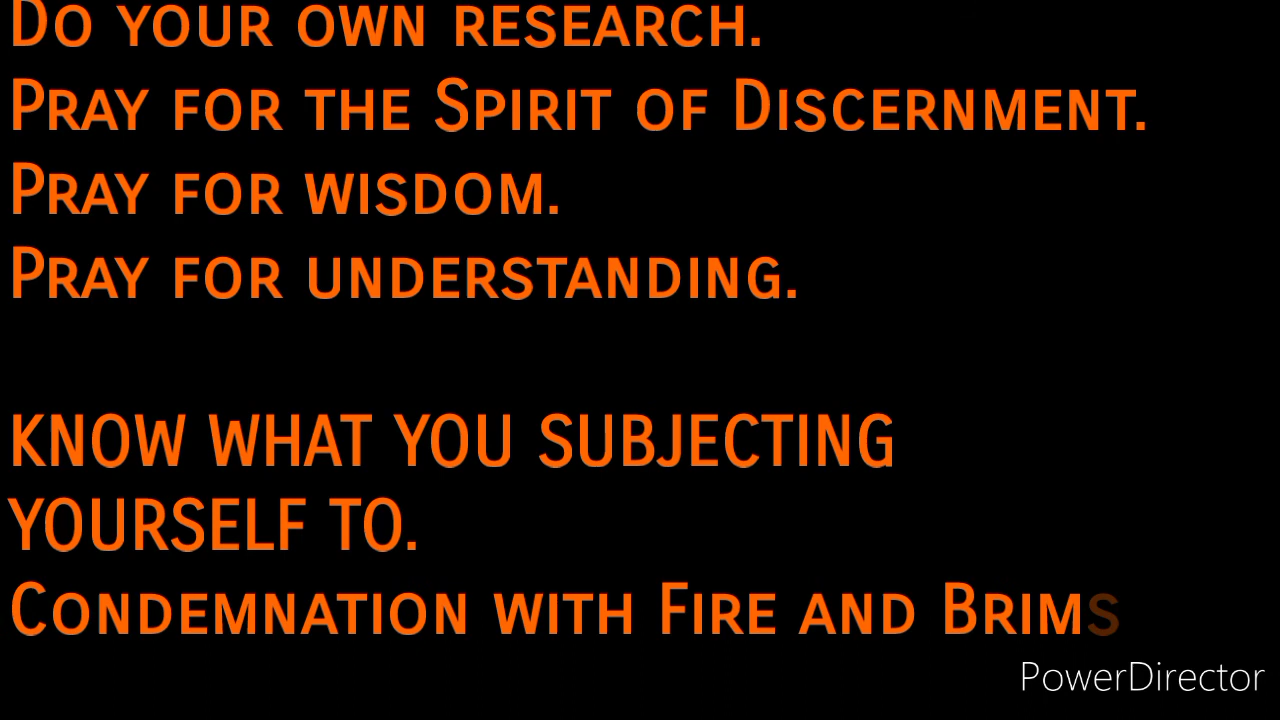 Do your own research.
Pray for the Spirit of Discernment.
Pray for wisdom.
Pray for understanding.
KNOW WHAT YOU SUBJECTING
YOURSELF TO.
Condemnation with Fire and Brims
PowerDirector